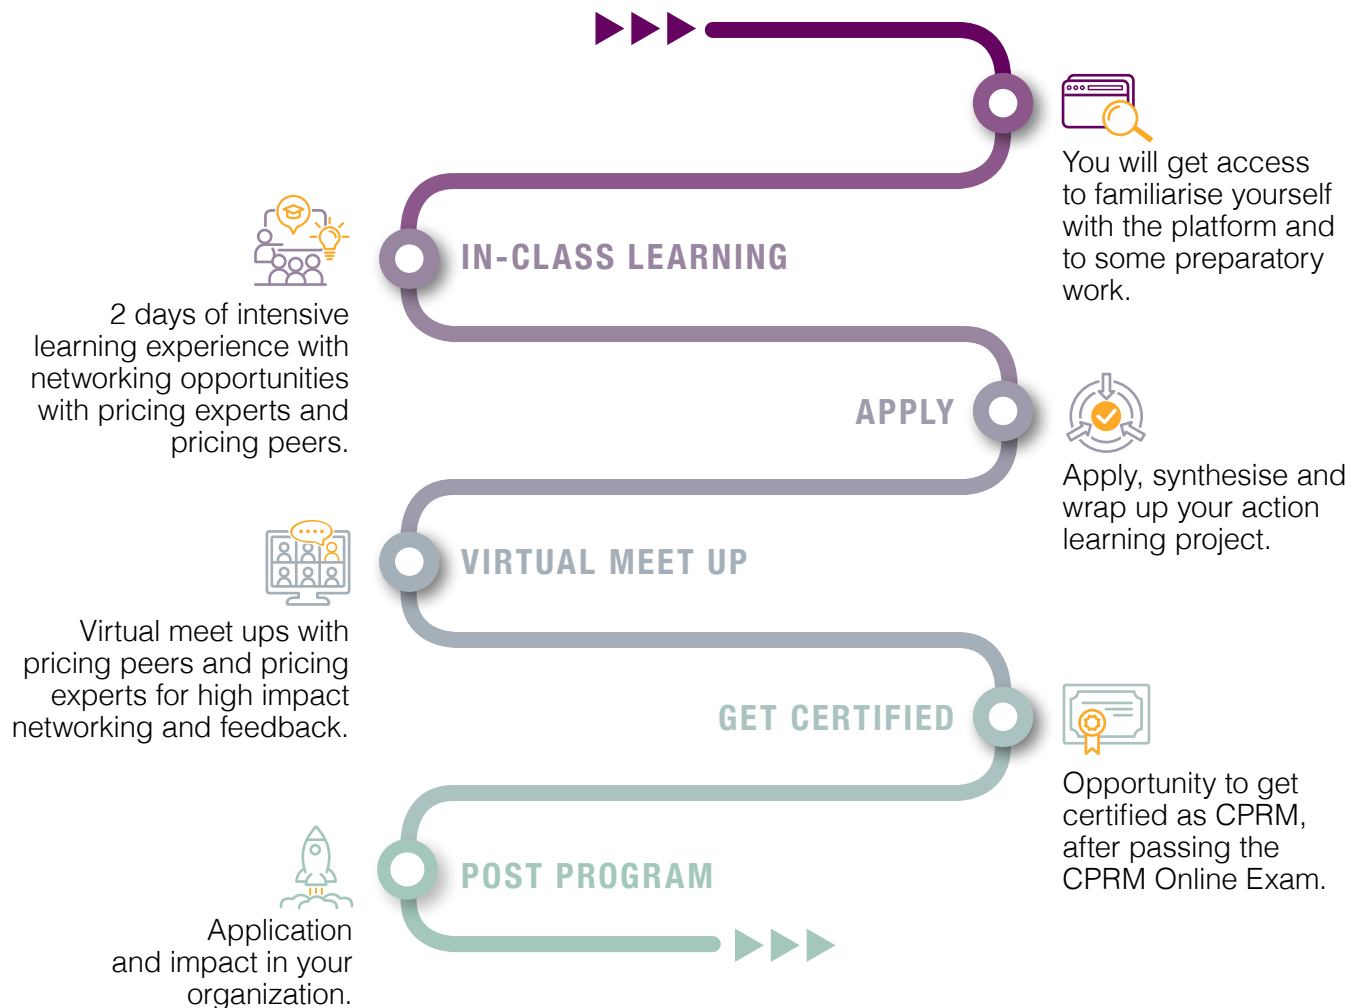 You will get access
to familiarise yourself
with the platform and
to some preparatory
work.
IN-CLASS LEARNING
2 days of intensive
learning experience with
networking opportunities
with pricing experts and
pricing peers.
APPLY
Apply, synthesise and
wrap up your action
learning project.
VIRTUAL MEET UP
Virtual meet ups with
pricing peers and pricing
experts for high impact
networking and feedback.
GET CERTIFIED
Opportunity to get
certified as CPRM,
after passing the
CPRM Online Exam.
POST PROGRAM
Application
and impact in your
organization.